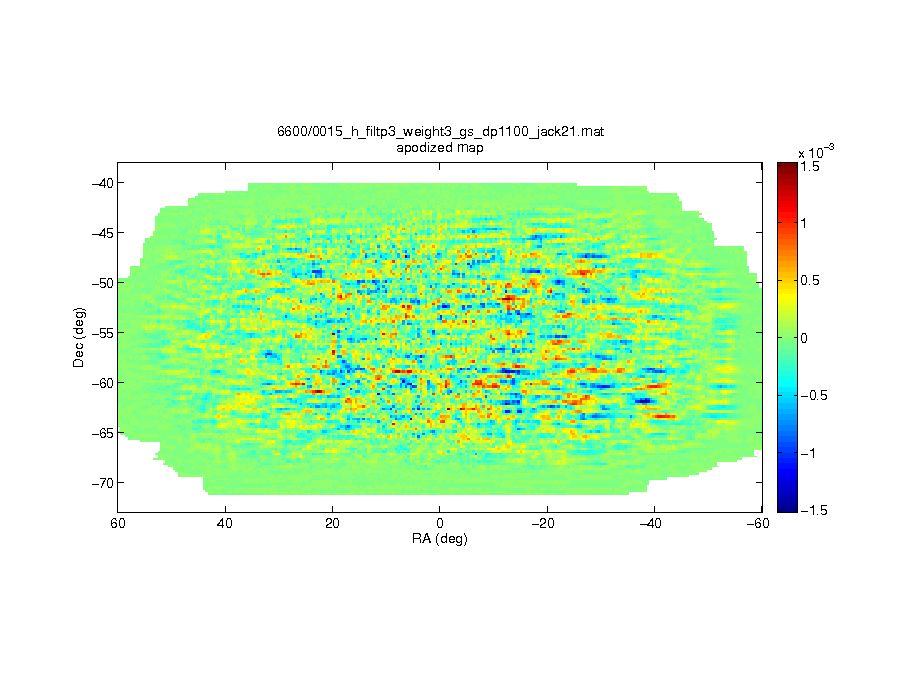 6600/0015_h_filtp3_weight3_gs_dp1100_jack21.mat
apodized map
x 10⁻³
1.5
1
0.5
0
−0.5
−1
−1.5
−40
−45
−50
−55
−60
−65
−70
Dec (deg)
60 40 20 0 −20 −40 −60
RA (deg)